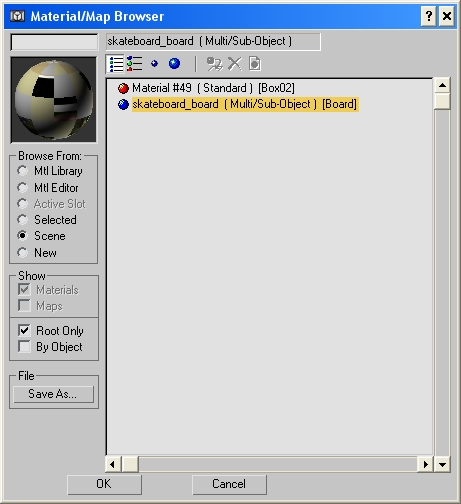 Material/Map Browser
skateboard_board ( Multi/Sub-Object )
Material #49 ( Standard ) [Box02]
skateboard_board ( Multi/Sub-Object ) [Board]
Browse From:
Mtl Library
Mtl Editor
Active Slot
Selected
Scene
New
Show
Materials
Maps
Root Only
By Object
File
Save As...
OK
Cancel